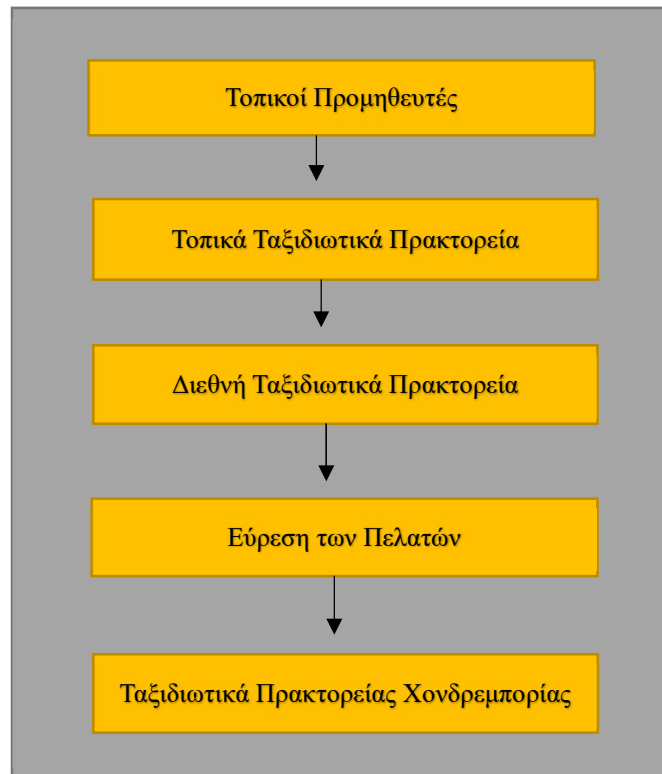 Τοπικοί Προμηθευτές
Τοπικά Ταξιδιωτικά Πρακτορεία
Διεθνή Ταξιδιωτικά Πρακτορεία
Εύρεση των Πελατών
Ταξιδιωτικά Πρακτορείας Χονδρεμπορίας